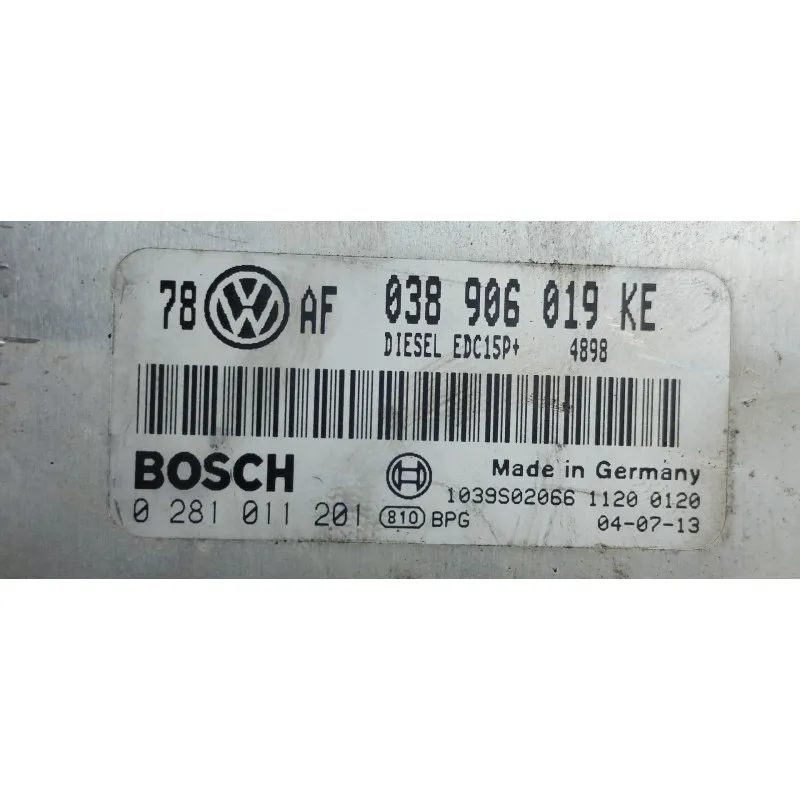 78 VW AF 038 906 019 KE
DIESEL EDC15P+ 4898
BOSCH Made in Germany
1039S02066 1120 0120
0 281 011 201 810 BPG 04-07-13